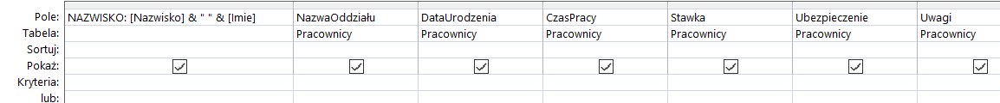 Pole: NAZWISKO: [Nazwisko] & " " & [Imie] NazwaOddziału DataUrodzenia CzasPracy Stawka Ubezpieczenie Uwagi
Tabela: Pracownicy Pracownicy Pracownicy Pracownicy Pracownicy Pracownicy
Sortuj:
Pokaż:
Kryteria:
lub: